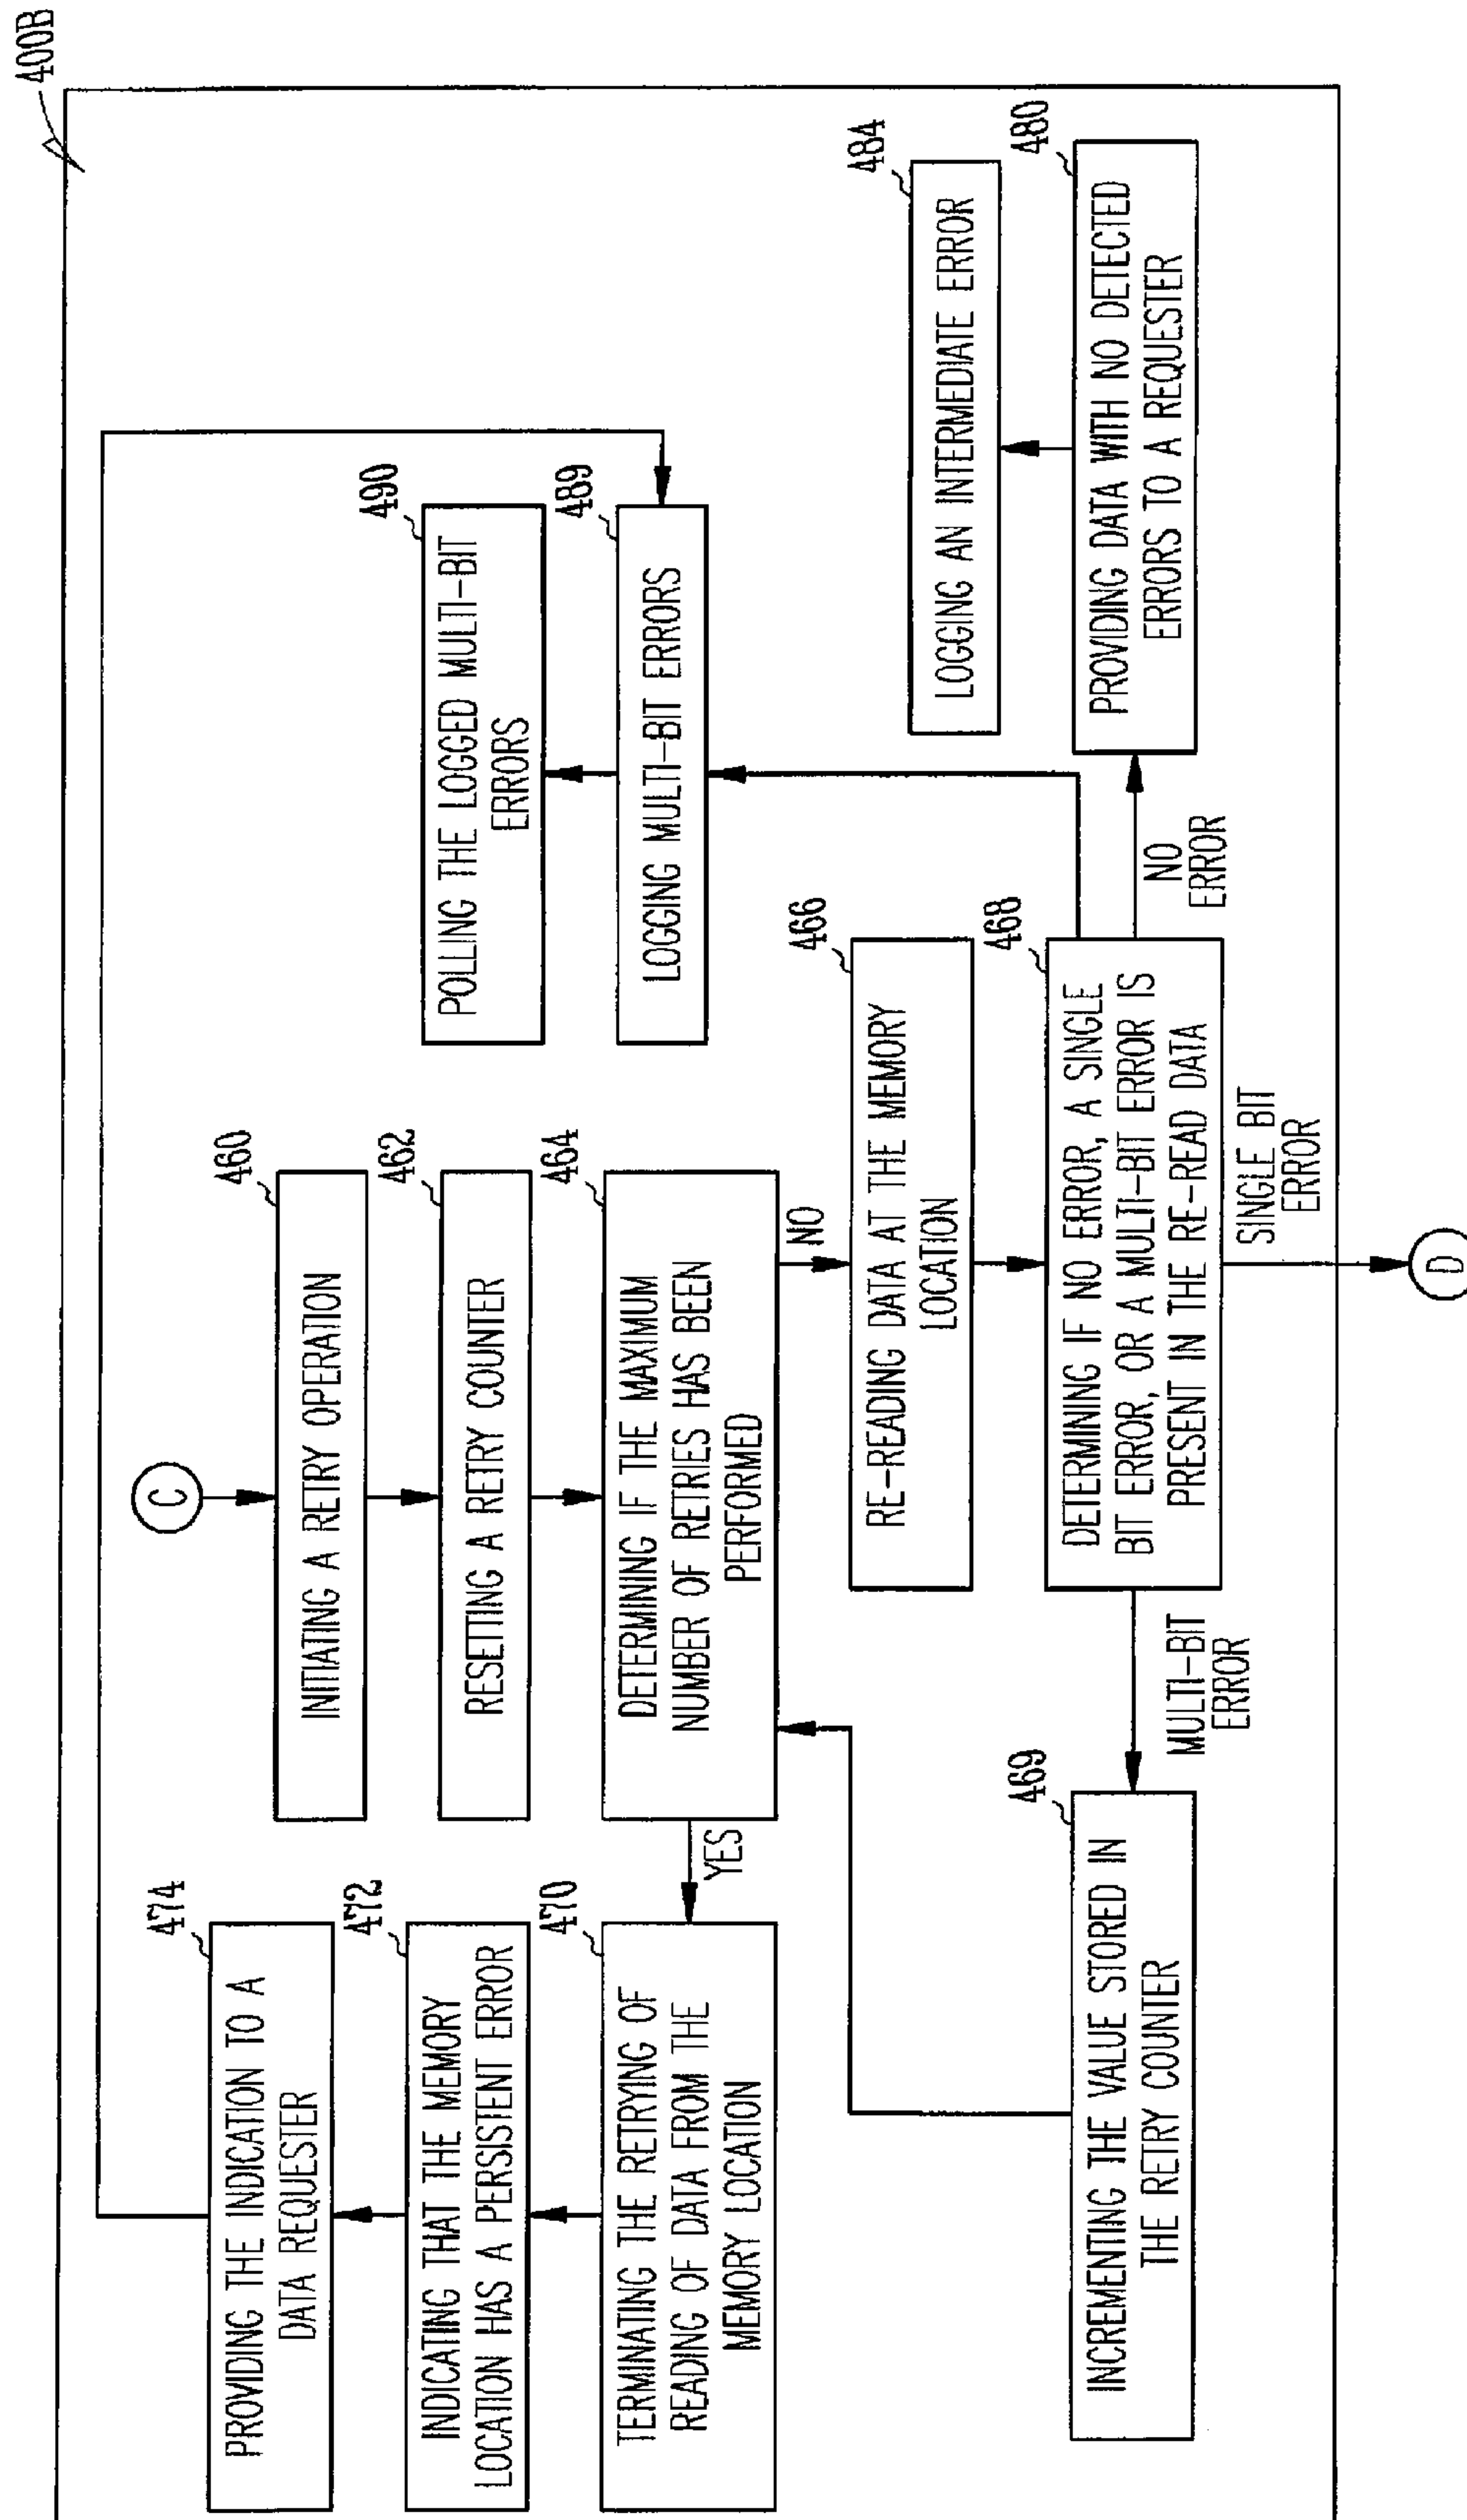 400B
C
460
INITIATING A RETRY OPERATION
462
RESETTING A RETRY COUNTER
464
DETERMINING IF THE MAXIMUM
NUMBER OF RETRIES HAS BEEN
PERFORMED
YES
NO
474
PROVIDING THE INDICATION TO A
DATA REQUESTER
472
INDICATING THAT THE MEMORY
LOCATION HAS A PERSISTENT ERROR
470
TERMINATING THE RETRYING OF
READING OF DATA FROM THE
MEMORY LOCATION
490
POLLING THE LOGGED MULTI-BIT
ERRORS
489
LOGGING MULTI-BIT ERRORS
466
RE-READING DATA AT THE MEMORY
LOCATION
468
DETERMINING IF NO ERROR, A SINGLE
BIT ERROR, OR A MULTI-BIT ERROR IS
PRESENT IN THE RE-READ DATA
MULTI-BIT
ERROR
469
INCREMENTING THE VALUE STORED IN
THE RETRY COUNTER
NO
ERROR
484
LOGGING AN INTERMEDIATE ERROR
480
PROVIDING DATA WITH NO DETECTED
ERRORS TO A REQUESTER
SINGLE BIT
ERROR
D